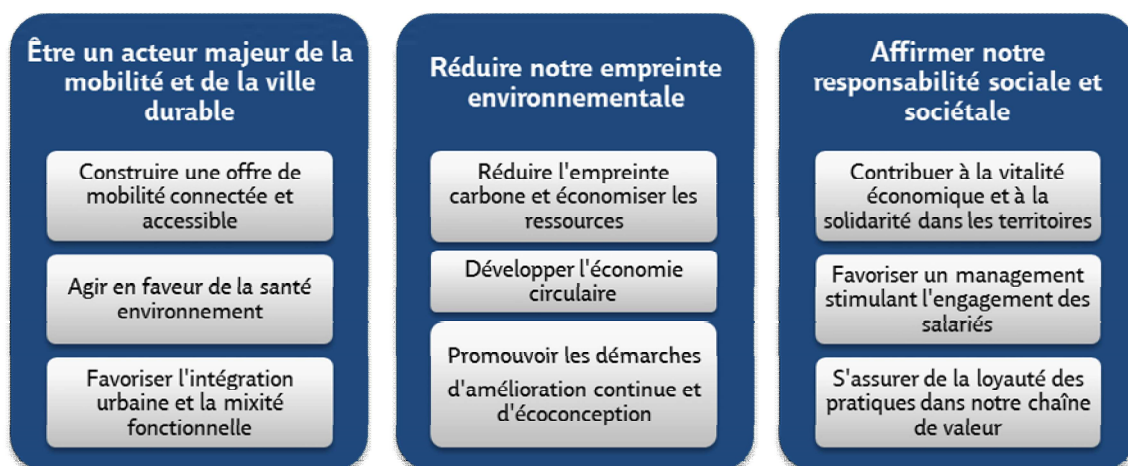 Être un acteur majeur de la
mobilité et de la ville
durable
Construire une offre de
mobilité connectée et
accessible
Agir en faveur de la santé
environnement
Favoriser l'intégration
urbaine et la mixité
fonctionnelle
Réduire notre empreinte
environnementale
Réduire l'empreinte
carbone et économiser les
ressources
Développer l'économie
circulaire
Promouvoir les démarches
d'amélioration continue et
d'écoconception
Affirmer notre
responsabilité sociale et
sociétale
Contribuer à la vitalité
économique et à la
solidarité dans les territoires
Favoriser un management
stimulant l'engagement des
salariés
S'assurer de la loyauté des
pratiques dans notre chaîne
de valeur